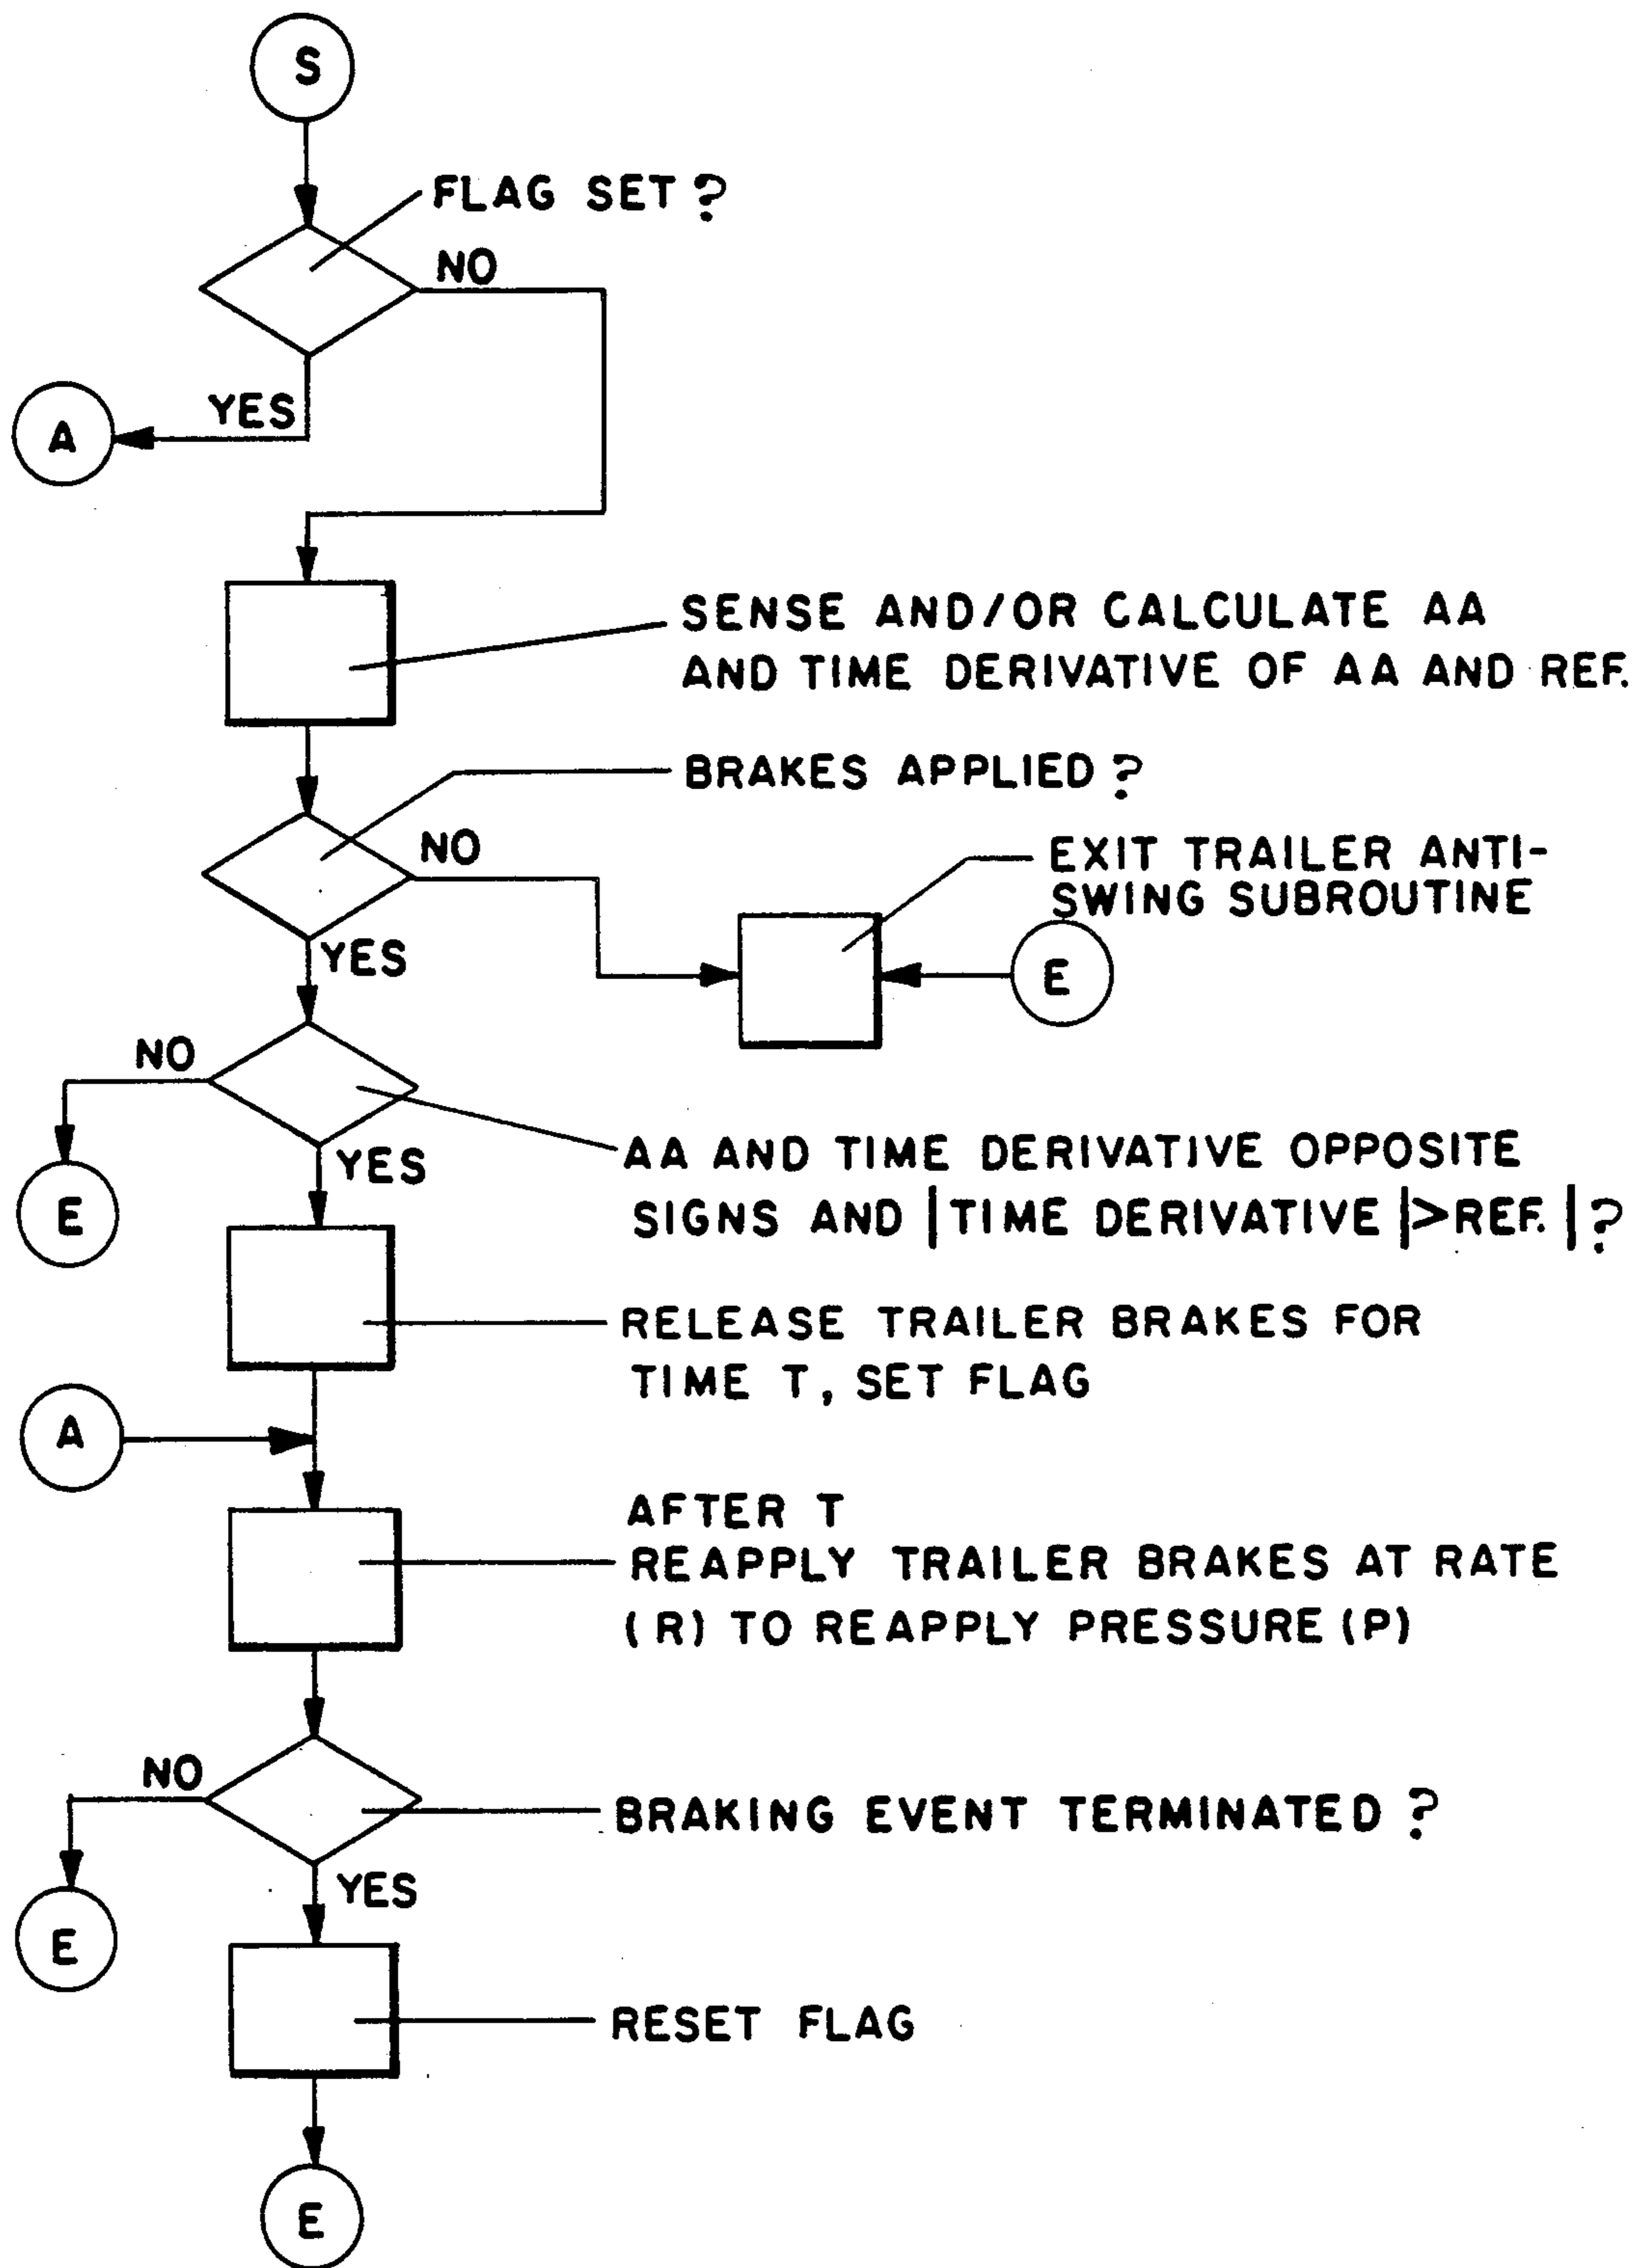 S
FLAG SET?
NO
YES
A
SENSE AND/OR CALCULATE AA
AND TIME DERIVATIVE OF AA AND REF.
BRAKES APPLIED?
NO
EXIT TRAILER ANTI-
SWING SUBROUTINE
YES
E
NO
AA AND TIME DERIVATIVE OPPOSITE
SIGNS AND |TIME DERIVATIVE|>REF.|?
YES
E
RELEASE TRAILER BRAKES FOR
TIME T, SET FLAG
A
AFTER T
REAPPLY TRAILER BRAKES AT RATE
(R) TO REAPPLY PRESSURE (P)
NO
BRAKING EVENT TERMINATED?
YES
E
RESET FLAG
E